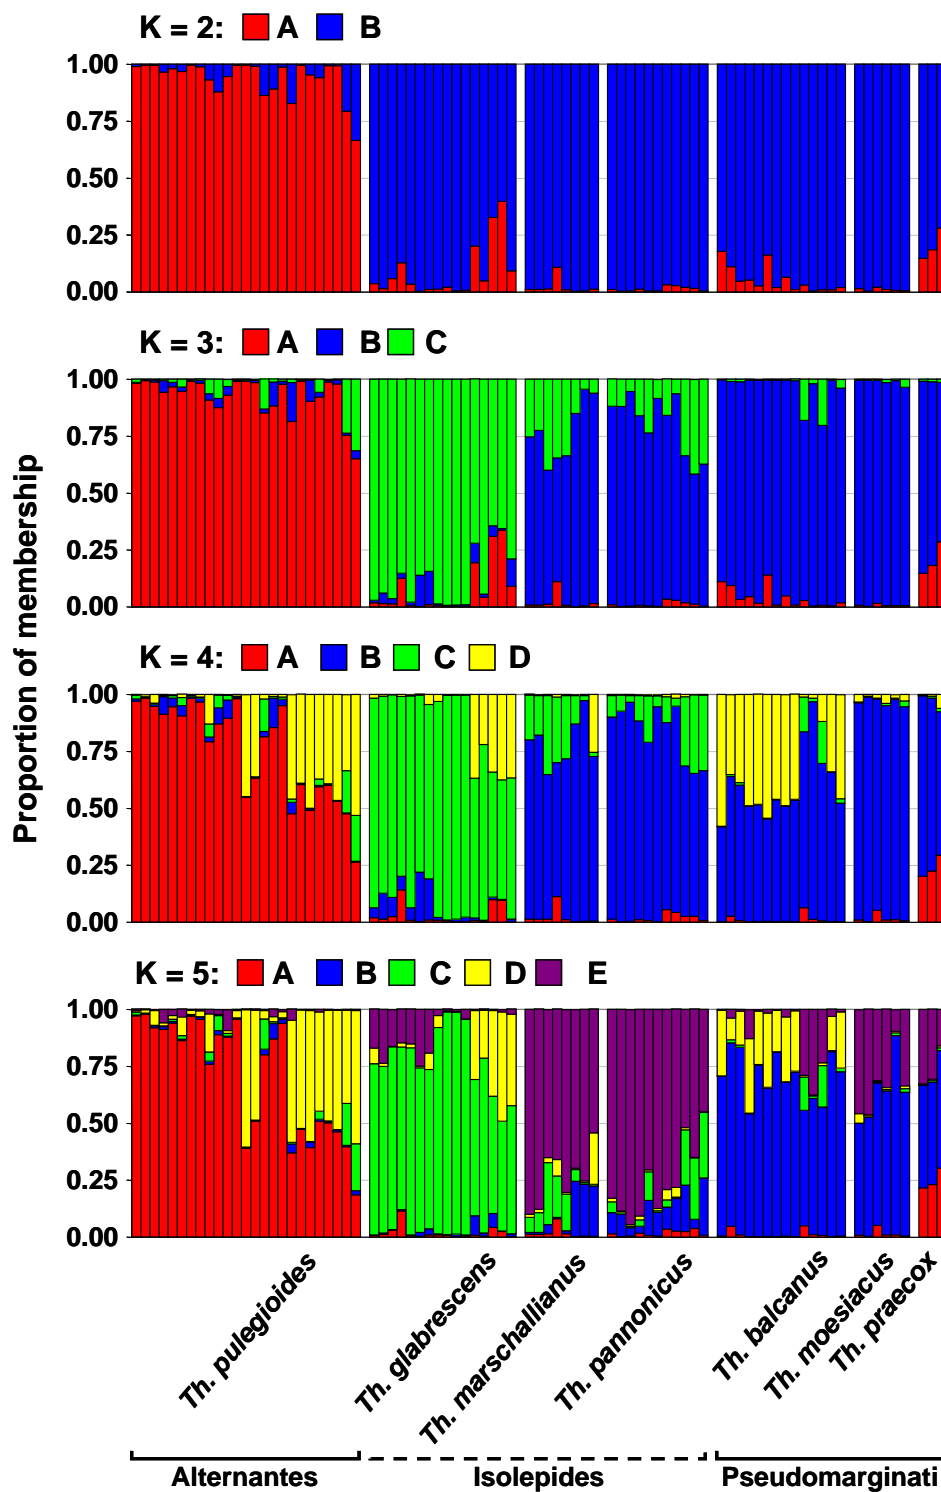 K = 2: A B
1.00
0.75
0.50
0.25
0.00
K = 3: A B C
1.00
0.75
0.50
0.25
0.00
Proportion of membership
K = 4: A B C D
1.00
0.75
0.50
0.25
0.00
K = 5: A B C D E
1.00
0.75
0.50
0.25
0.00
Th. pulegioides
Th. glabrescens
Th. marschallianus
Th. pannonicus
Th. balcanus
Th. moesiacus
Th. praecox
Alternantes Isolepides Pseudomarginati